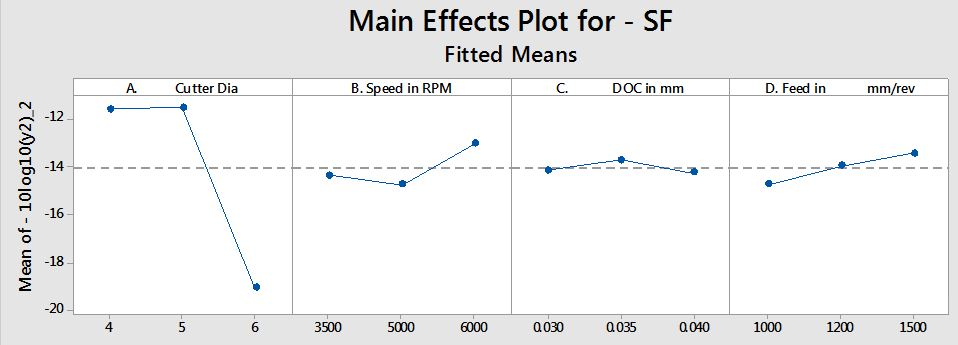 Main Effects Plot for - SF
Fitted Means
A. Cutter Dia B. Speed in RPM C. DOC in mm D. Feed in mm/rev
Mean of - 10log10(y2)_2
-12
-14
-16
-18
-20
4 5 6 3500 5000 6000 0.030 0.035 0.040 1000 1200 1500